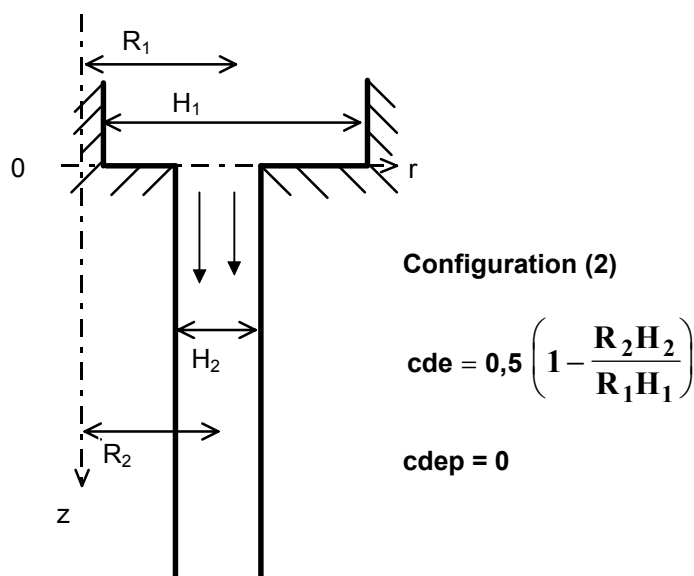 R₁
H₁
0
r
Configuration (2)
cde = 0,5 (1 − R₂H₂ / R₁H₁)
H₂
R₂
cdep = 0
z